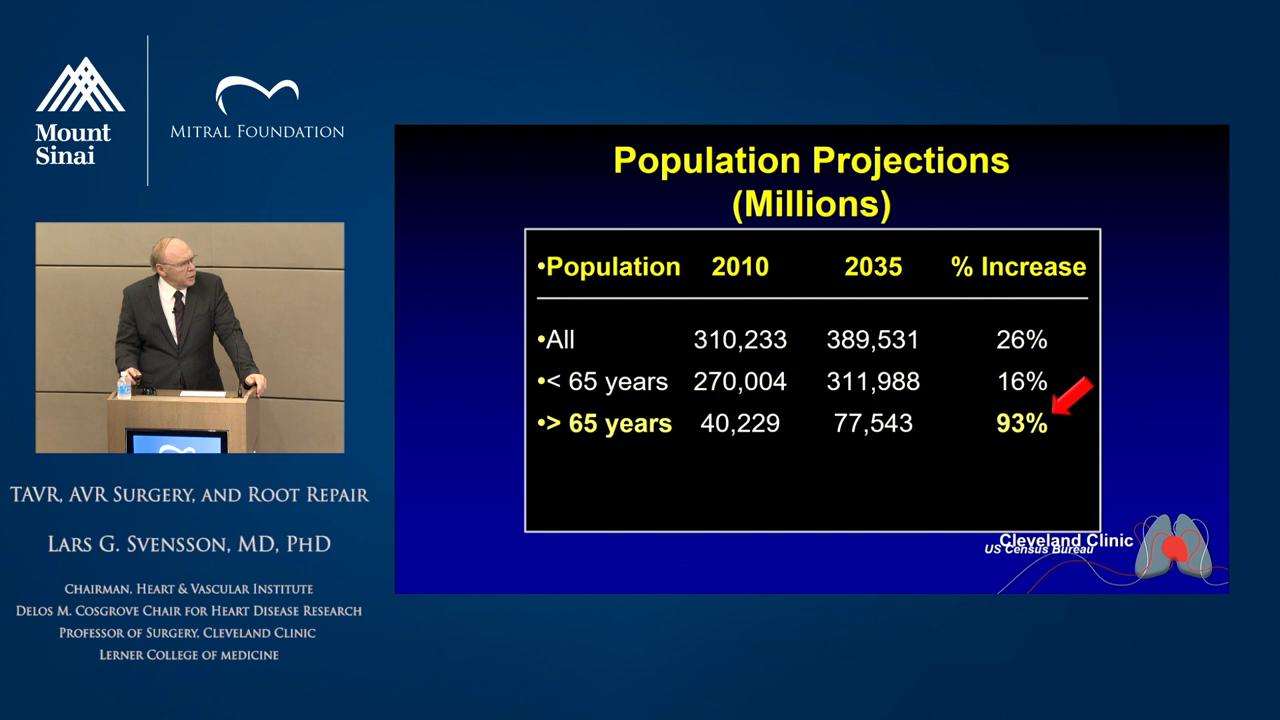 Mount
Sinai
Mitral Foundation
TAVR, AVR Surgery, and Root Repair
Lars G. Svensson, MD, PhD
Chairman, Heart & Vascular Institute
Delos M. Cosgrove Chair for Heart Disease Research
Professor of Surgery, Cleveland Clinic
Lerner College of medicine
Population Projections
(Millions)
•Population 2010 2035 % Increase
•All 310,233 389,531 26%
•< 65 years 270,004 311,988 16%
•> 65 years 40,229 77,543 93%
Cleveland Clinic
US Census Bureau